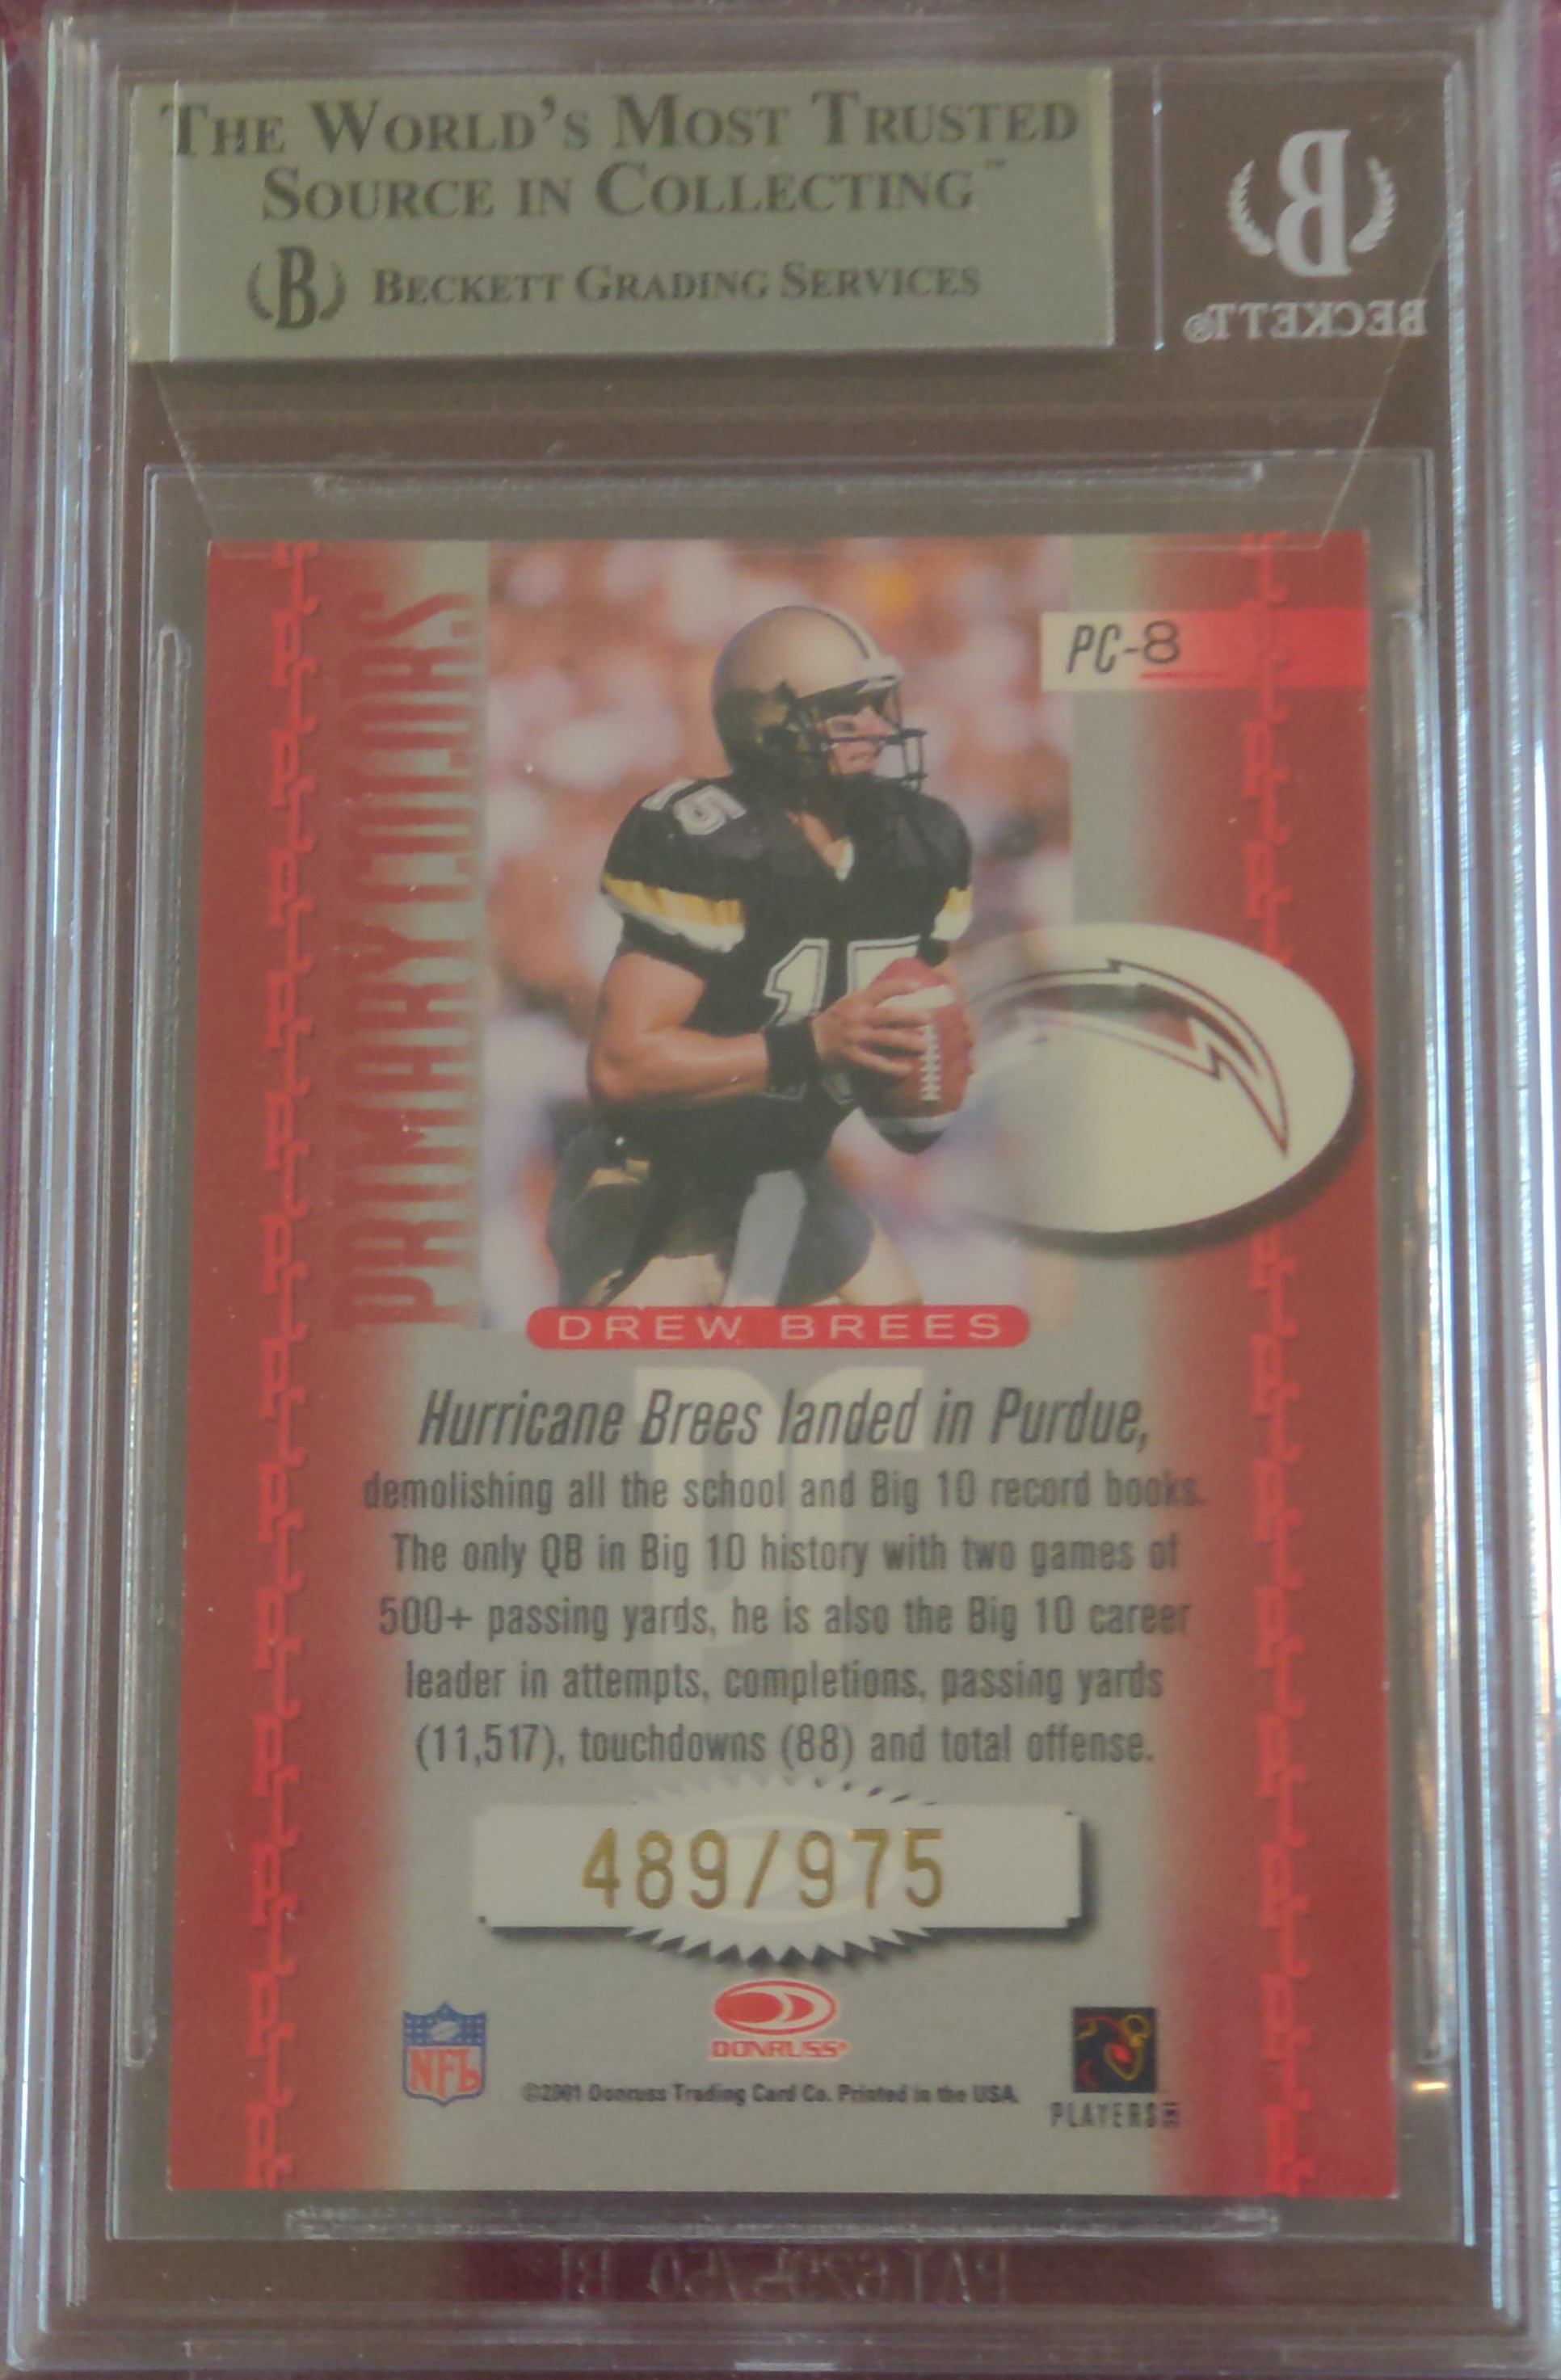 THE WORLD'S MOST TRUSTED
SOURCE IN COLLECTING™
B BECKETT GRADING SERVICES
B
BECKETT®
PRIMARY COLORS
PC-8
15
15
DREW BREES
PC
Hurricane Brees landed in Purdue,
demolishing all the school and Big 10 record books.
The only QB in Big 10 history with two games of
500+ passing yards, he is also the Big 10 career
leader in attempts, completions, passing yards
(11,517), touchdowns (88) and total offense.
489/975
NFL
DONRUSS®
©2001 Donruss Trading Card Co. Printed in the USA.
PLAYERS INC